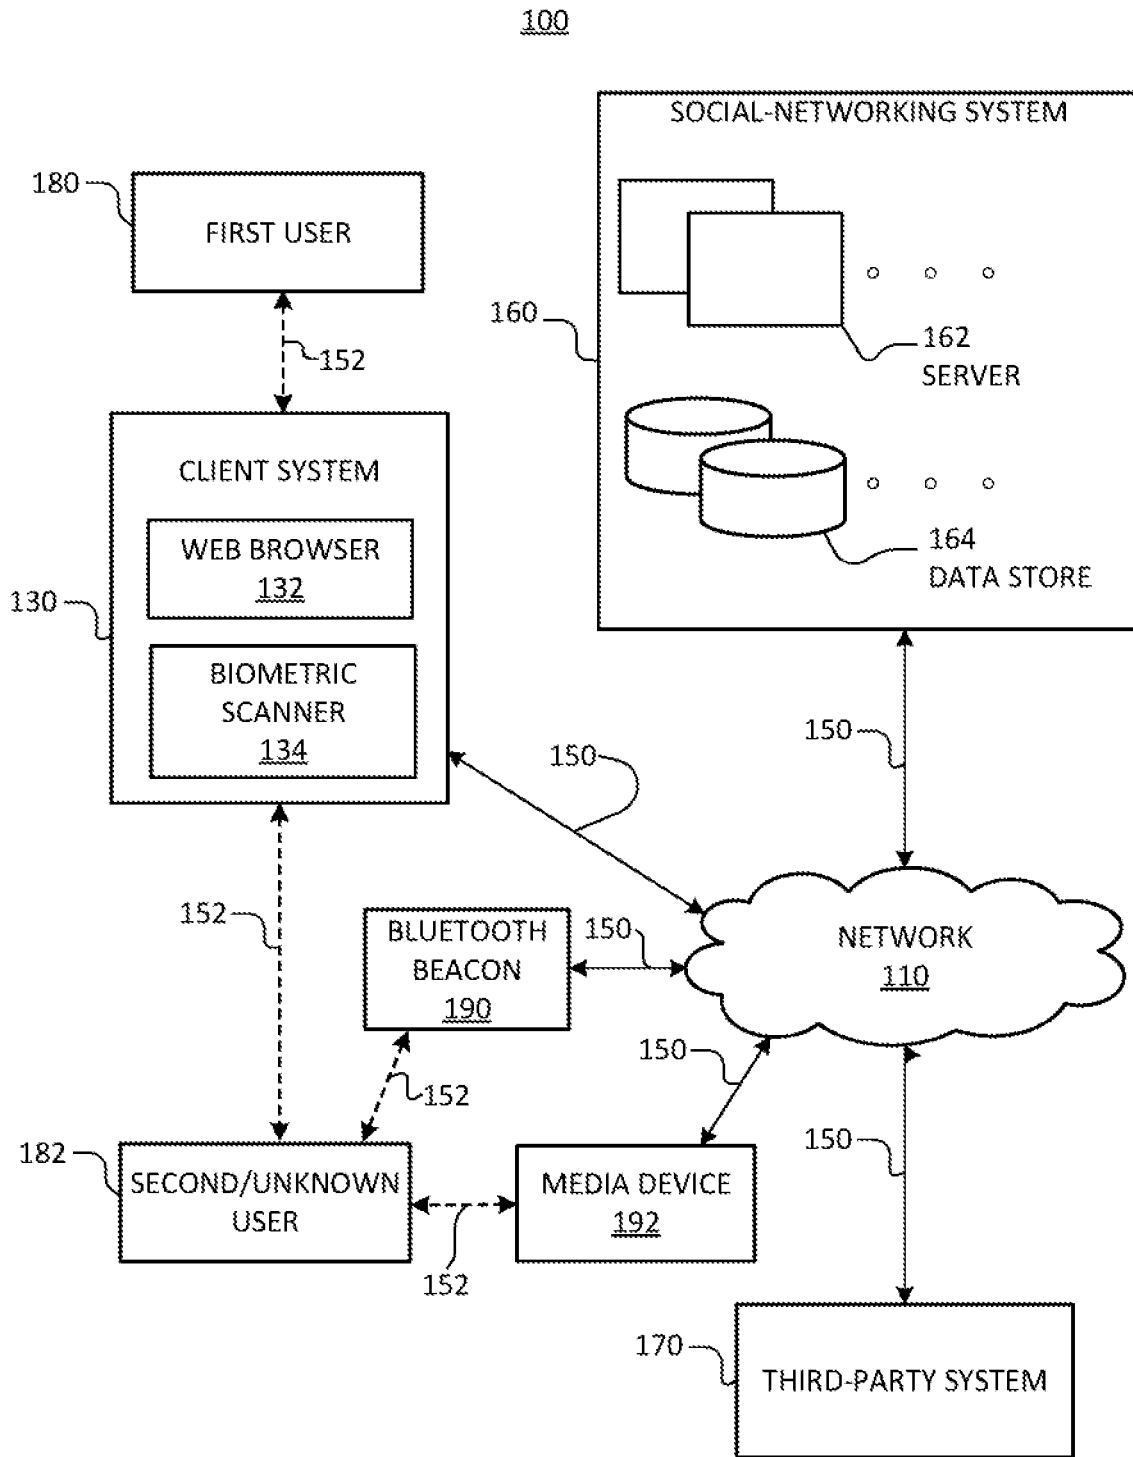 100
SOCIAL-NETWORKING SYSTEM
180
FIRST USER
160
162
SERVER
152
CLIENT SYSTEM
WEB BROWSER
132
164
DATA STORE
130
BIOMETRIC
SCANNER
134
150
150
152
BLUETOOTH
BEACON
190
150
NETWORK
110
150
152
182
SECOND/UNKNOWN
USER
MEDIA DEVICE
192
150
152
170
THIRD-PARTY SYSTEM